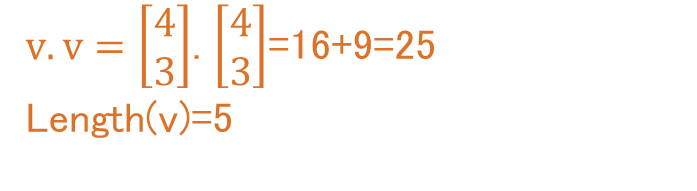 v. v = [4 3]. [4 3]=16+9=25
Length(v)=5